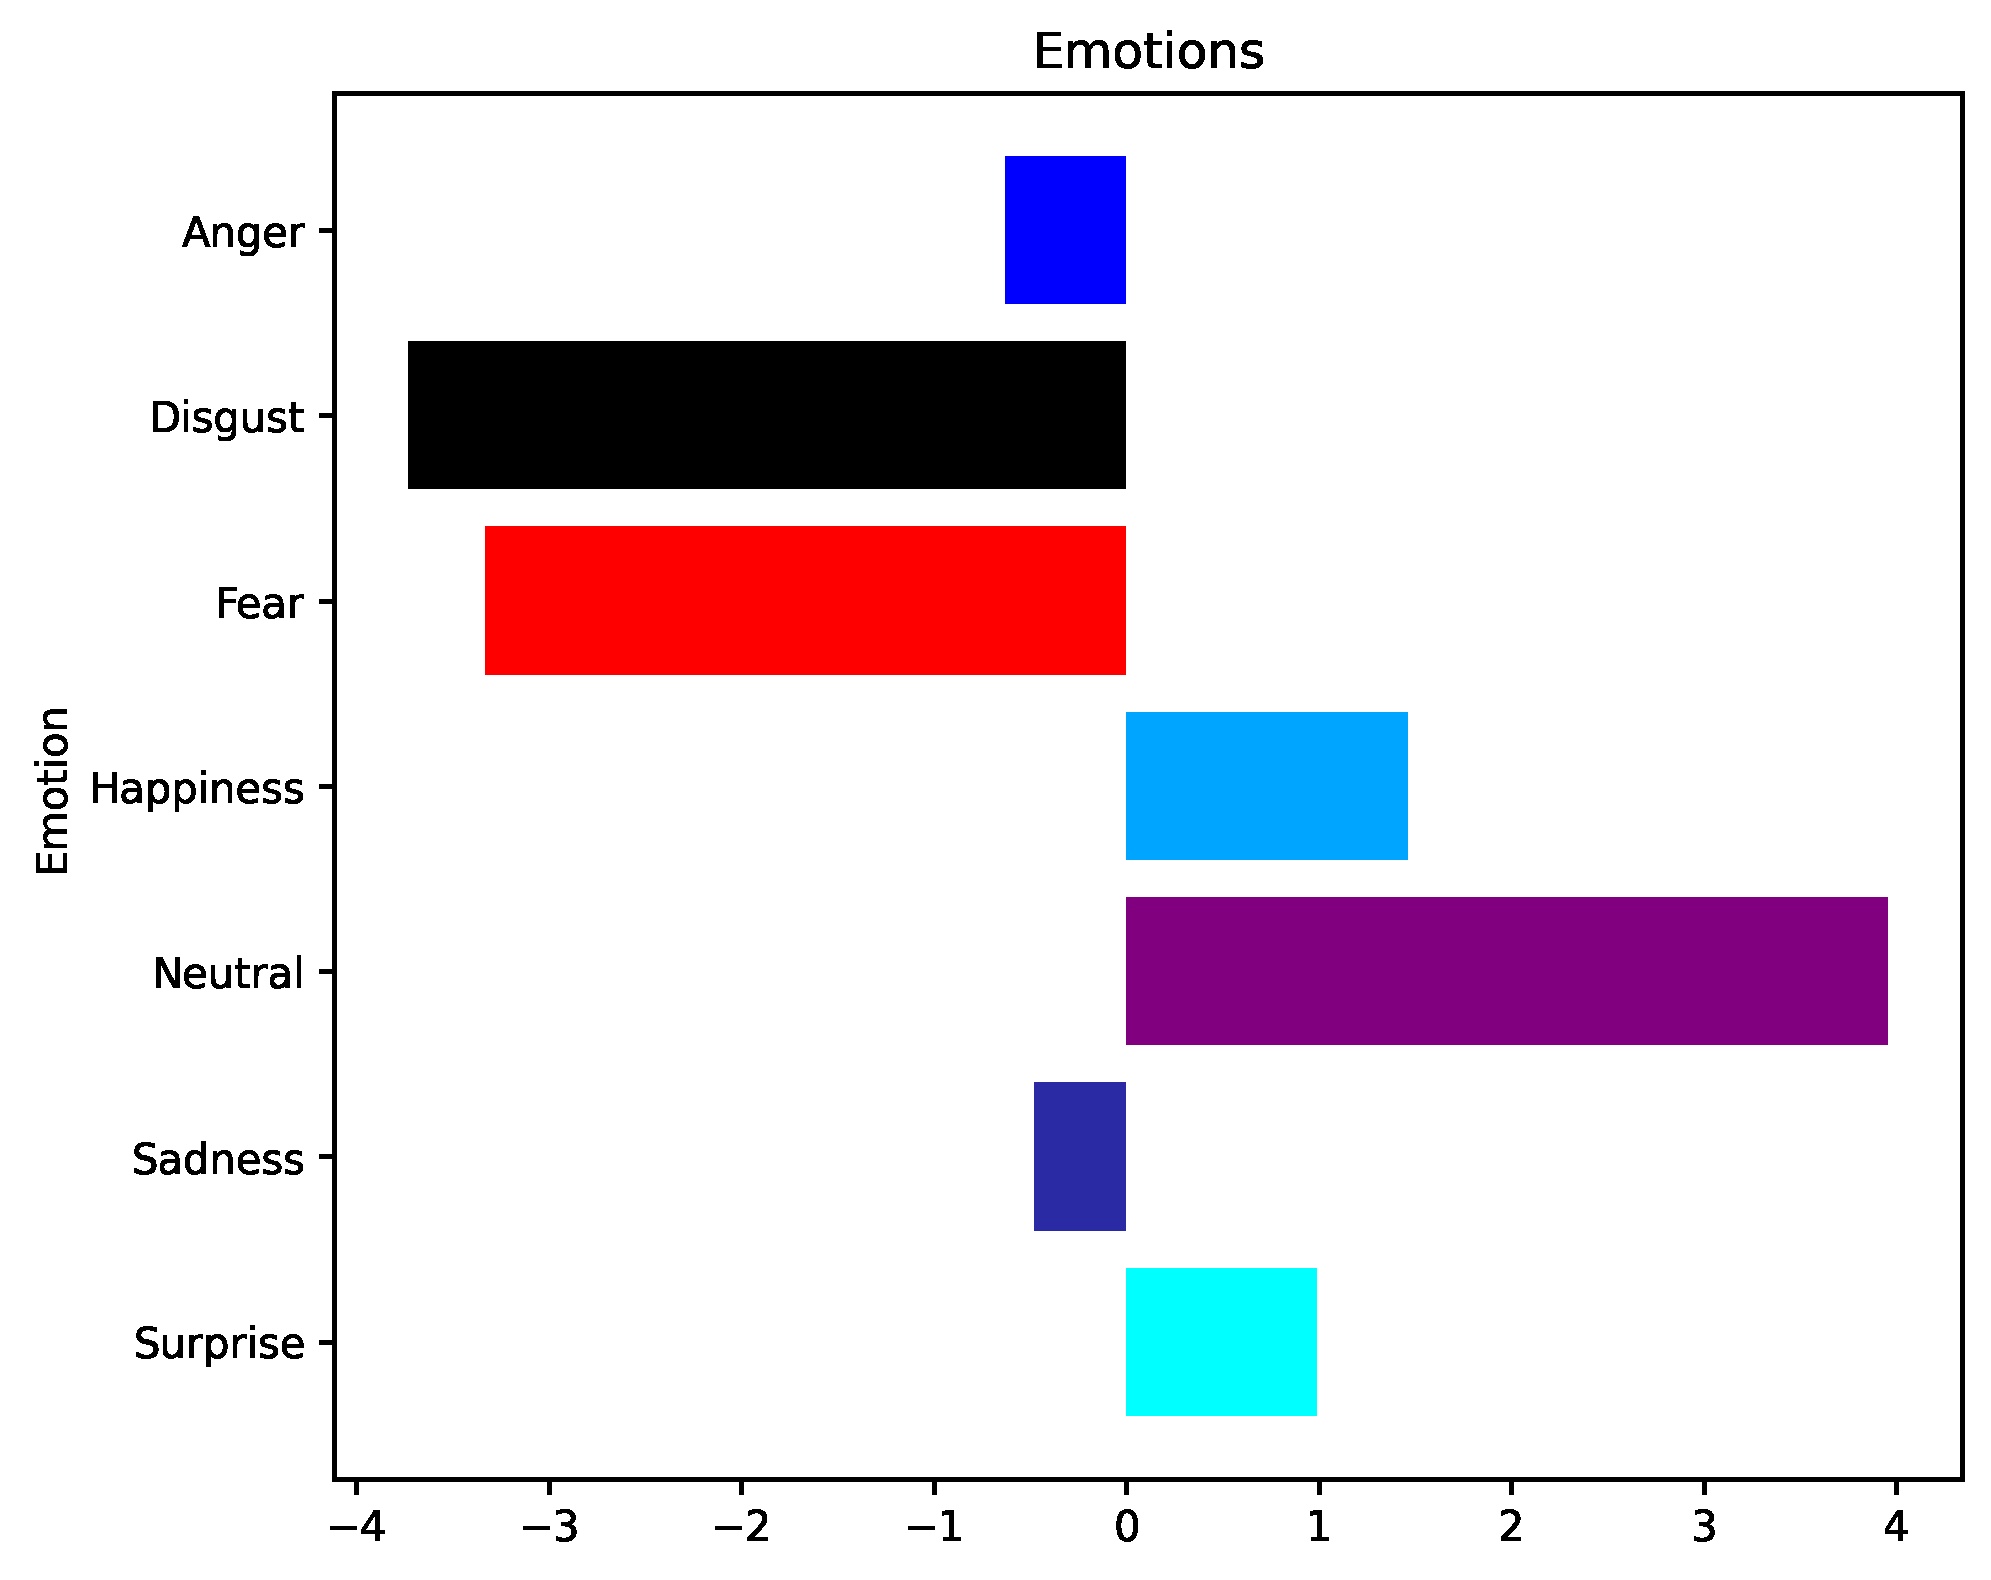 Emotions
Emotion
Anger
Disgust
Fear
Happiness
Neutral
Sadness
Surprise
−4 −3 −2 −1 0 1 2 3 4